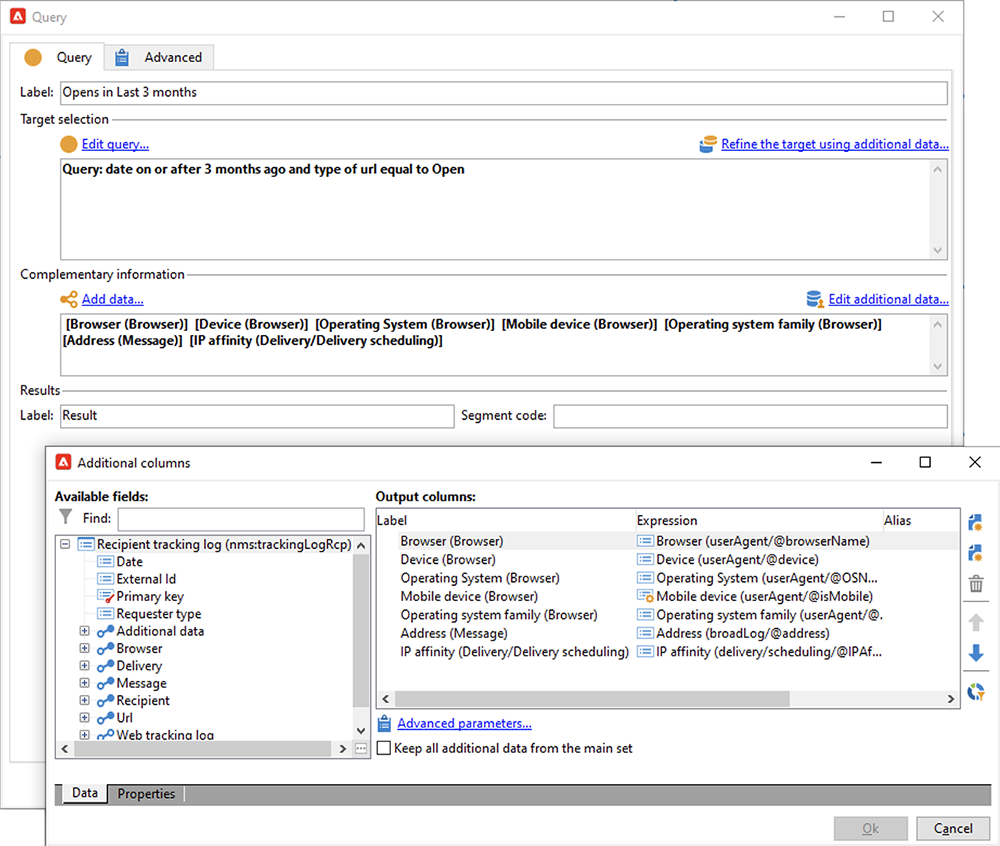 Query
Query Advanced
Label: Opens in Last 3 months
Target selection
Edit query... Refine the target using additional data...
Query: date on or after 3 months ago and type of url equal to Open
Complementary information
Add data... Edit additional data...
[Browser (Browser)] [Device (Browser)] [Operating System (Browser)] [Mobile device (Browser)] [Operating system family (Browser)]
[Address (Message)] [IP affinity (Delivery/Delivery scheduling)]
Results
Label: Result Segment code:
Additional columns
Available fields:
Find:
Recipient tracking log (nms:trackingLogRcp)
Date
External Id
Primary key
Requester type
Additional data
Browser
Delivery
Message
Recipient
Url
Web tracking log
Output columns:
Label Expression Alias
Browser (Browser) Browser (userAgent/@browserName)
Device (Browser) Device (userAgent/@device)
Operating System (Browser) Operating System (userAgent/@OSN...
Mobile device (Browser) Mobile device (userAgent/@isMobile)
Operating system family (Browser) Operating system family (userAgent/@.
Address (Message) Address (broadLog/@address)
IP affinity (Delivery/Delivery scheduling) IP affinity (delivery/scheduling/@IPAf...
Advanced parameters...
Keep all additional data from the main set
Data Properties
Ok Cancel